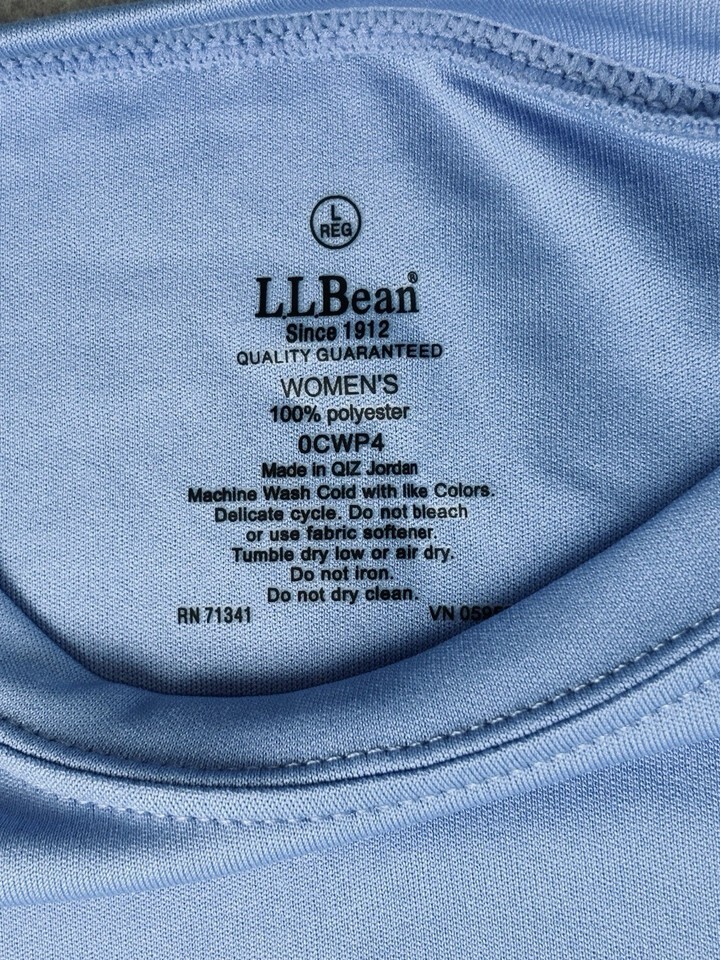 L
REG
LLBean®
Since 1912
QUALITY GUARANTEED
WOMEN'S
100% polyester
0CWP4
Made in QIZ Jordan
Machine Wash Cold with like Colors.
Delicate cycle. Do not bleach
or use fabric softener.
Tumble dry low or air dry.
Do not iron.
Do not dry clean.
RN 71341 VN